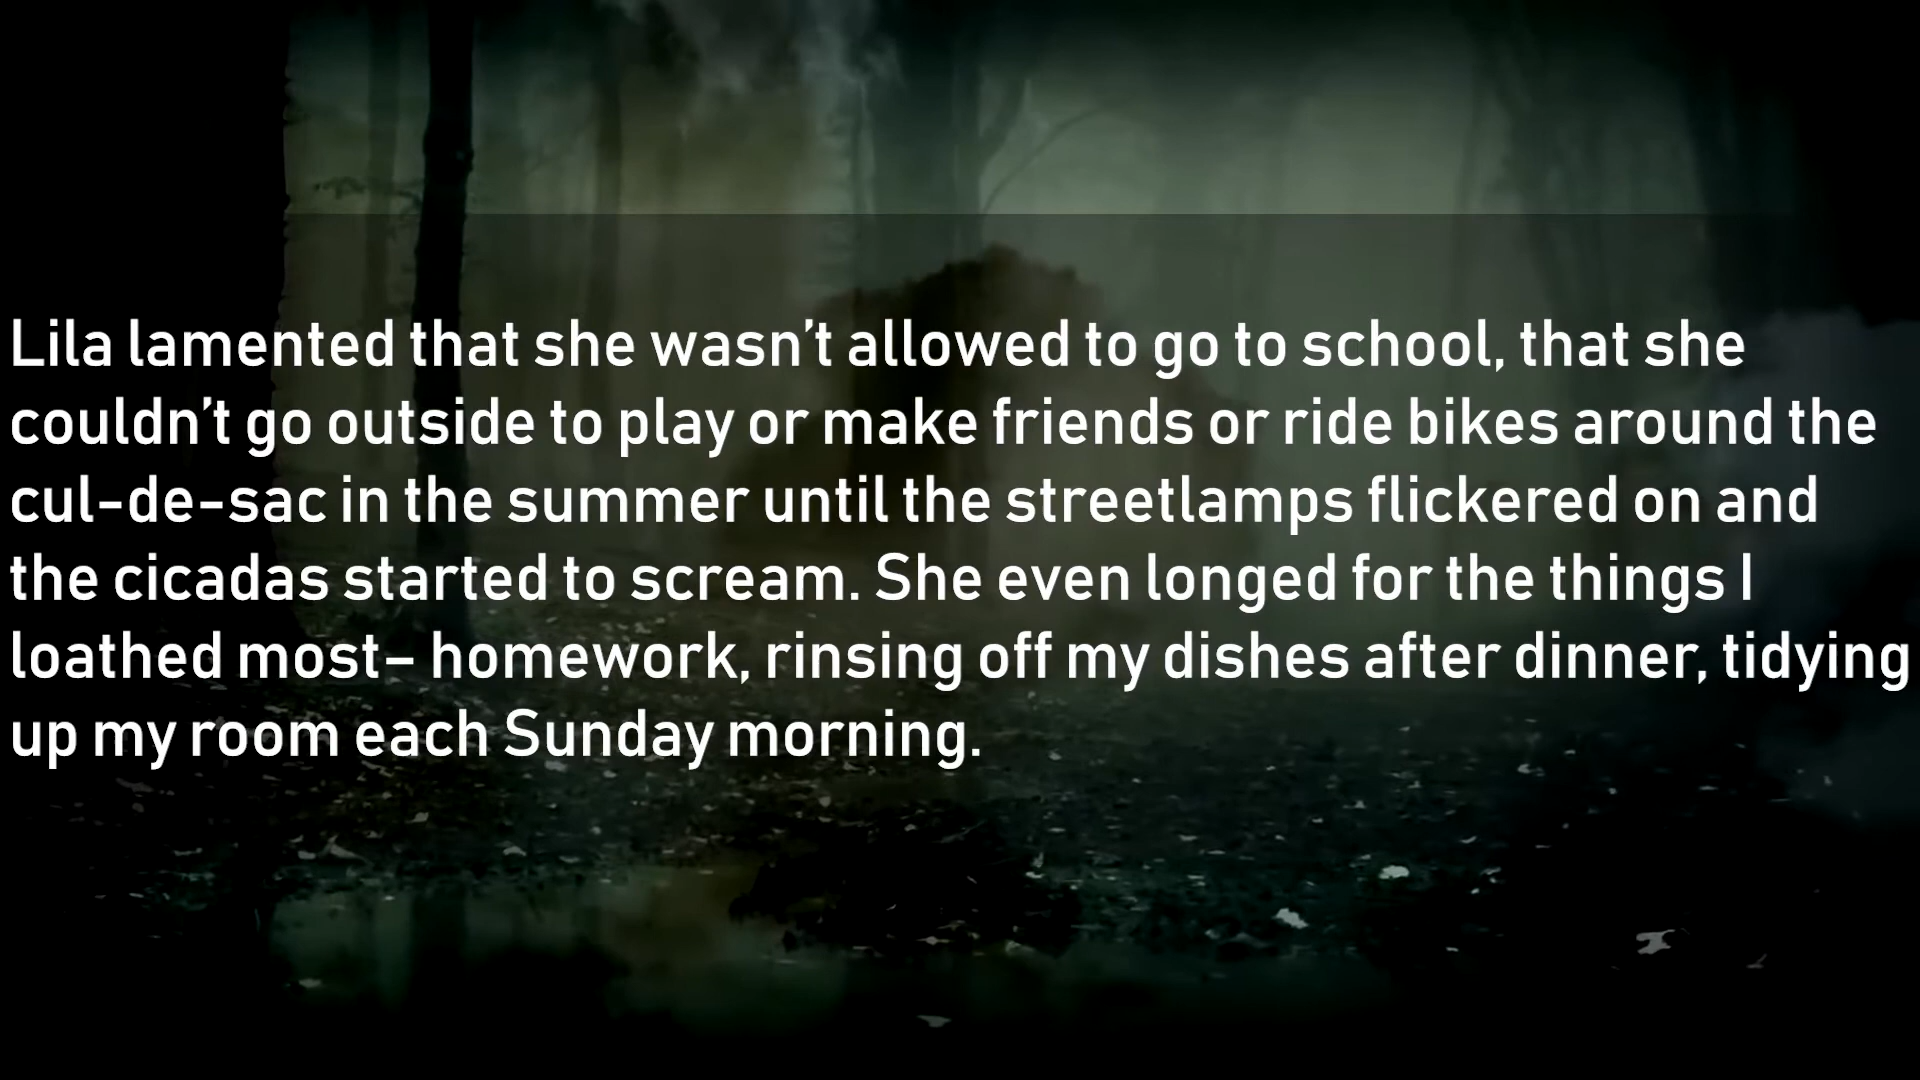 Lila lamented that she wasn’t allowed to go to school, that she
couldn’t go outside to play or make friends or ride bikes around the
cul-de-sac in the summer until the streetlamps flickered on and
the cicadas started to scream. She even longed for the things I
loathed most– homework, rinsing off my dishes after dinner, tidying
up my room each Sunday morning.